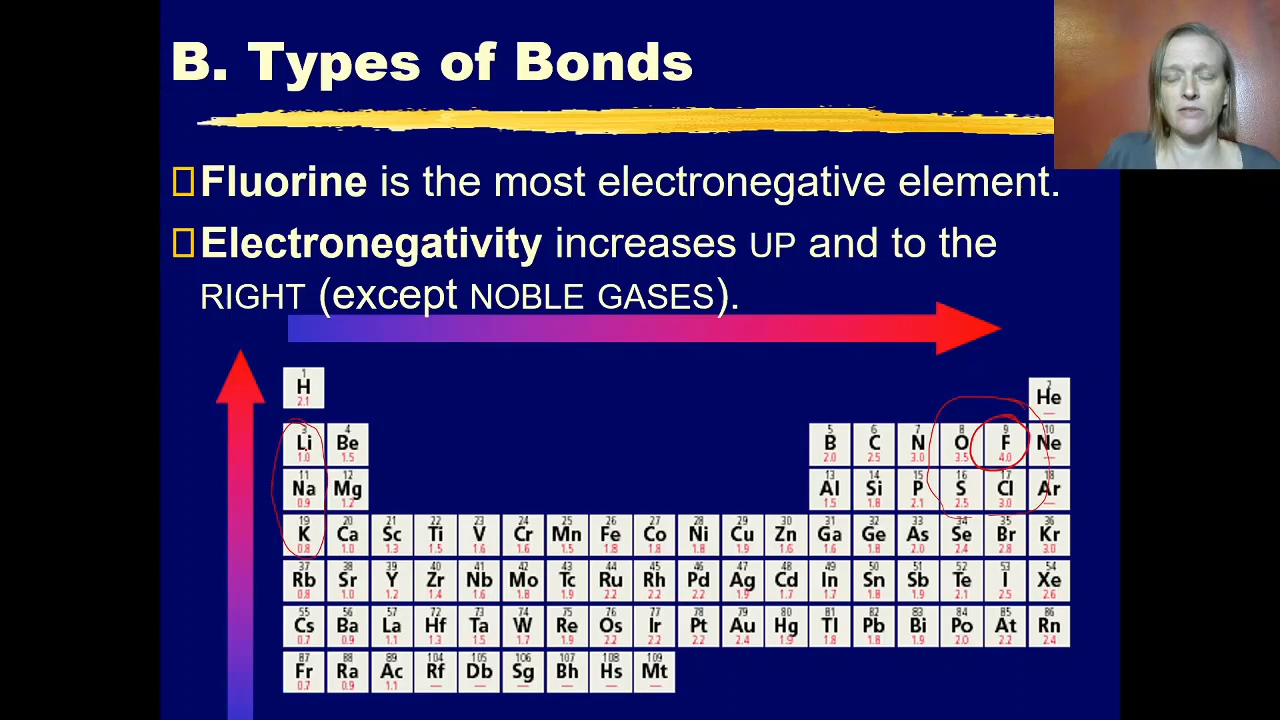 B. Types of Bonds
Fluorine is the most electronegative element.
Electronegativity increases UP and to the
RIGHT (except NOBLE GASES).
1 2
H He
2.1 —
3 4 5 6 7 8 9 10
Li Be B C N O F Ne
1.0 1.5 2.0 2.5 3.0 3.5 4.0 —
11 12 13 14 15 16 17 18
Na Mg Al Si P S Cl Ar
0.9 1.2 1.5 1.8 2.1 2.5 3.0 —
19 20 21 22 23 24 25 26 27 28 29 30 31 32 33 34 35 36
K Ca Sc Ti V Cr Mn Fe Co Ni Cu Zn Ga Ge As Se Br Kr
0.8 1.0 1.3 1.5 1.6 1.6 1.5 1.8 1.8 1.8 1.9 1.6 1.6 1.8 2.0 2.4 2.8 3.0
37 38 39 40 41 42 43 44 45 46 47 48 49 50 51 52 53 54
Rb Sr Y Zr Nb Mo Tc Ru Rh Pd Ag Cd In Sn Sb Te I Xe
0.8 1.0 1.2 1.4 1.6 1.8 1.9 2.2 2.2 2.2 1.9 1.7 1.7 1.8 1.9 2.1 2.5 2.6
55 56 57 72 73 74 75 76 77 78 79 80 81 82 83 84 85 86
Cs Ba La Hf Ta W Re Os Ir Pt Au Hg Tl Pb Bi Po At Rn
0.7 0.9 1.1 1.3 1.5 1.7 1.9 2.2 2.2 2.2 2.4 1.9 1.8 1.8 1.9 2.0 2.2 2.4
87 88 89 104 105 106 107 108 109
Fr Ra Ac Rf Db Sg Bh Hs Mt
0.7 0.9 1.1 — — — — — —